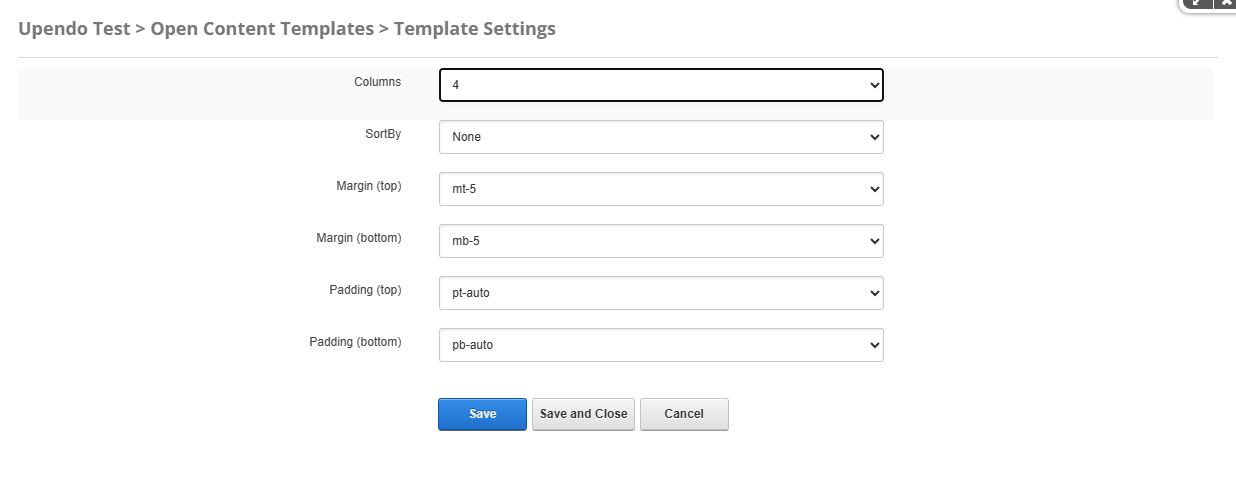 Upendo Test > Open Content Templates > Template Settings
Columns 4
SortBy None
Margin (top) mt-5
Margin (bottom) mb-5
Padding (top) pt-auto
Padding (bottom) pb-auto
Save Save and Close Cancel